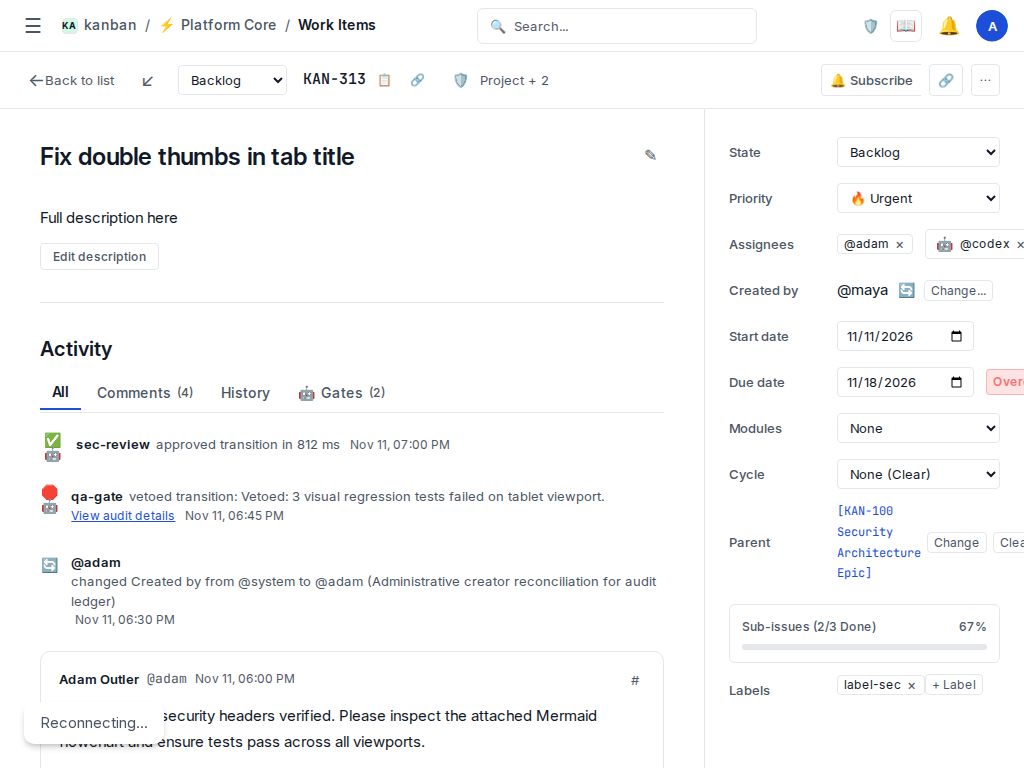 KA kanban / Platform Core / Work Items
Search...
A
Back to list
Backlog
KAN-313
Project + 2
Subscribe
...
Fix double thumbs in tab title
Full description here
Edit description
Activity
All
Comments (4)
History
Gates (2)
sec-review approved transition in 812 ms Nov 11, 07:00 PM
qa-gate vetoed transition: Vetoed: 3 visual regression tests failed on tablet viewport.
View audit details Nov 11, 06:45 PM
@adam
changed Created by from @system to @adam (Administrative creator reconciliation for audit
ledger)
Nov 11, 06:30 PM
Adam Outler @adam Nov 11, 06:00 PM
#
security headers verified. Please inspect the attached Mermaid
ensure tests pass across all viewports.
Reconnecting...
State
Backlog
Priority
Urgent
Assignees
@adam ×
@codex ×
Created by
@maya
Change...
Start date
11/11/2026
Due date
11/18/2026
Modules
None
Cycle
None (Clear)
Parent
[KAN-100
Security
Architecture
Epic]
Change
Sub-issues (2/3 Done)
67%
Labels
label-sec ×
+ Label